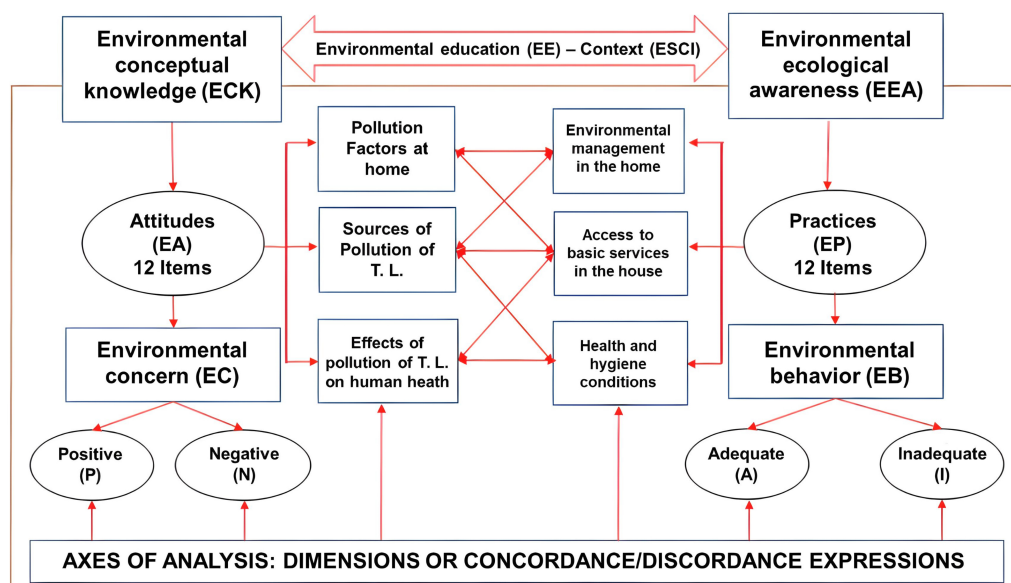 Environmental
conceptual
knowledge (ECK)
Environmental education (EE) – Context (ESCI)
Environmental
ecological
awareness (EEA)
Pollution
Factors at
home
Environmental
management
in the home
Attitudes
(EA)
12 Items
Sources of
Pollution of
T. L.
Access to
basic services
in the house
Practices
(EP)
12 Items
Environmental
concern (EC)
Effects of
pollution of T. L.
on human heath
Health and
hygiene
conditions
Environmental
behavior (EB)
Positive
(P)
Negative
(N)
Adequate
(A)
Inadequate
(I)
AXES OF ANALYSIS: DIMENSIONS OR CONCORDANCE/DISCORDANCE EXPRESSIONS